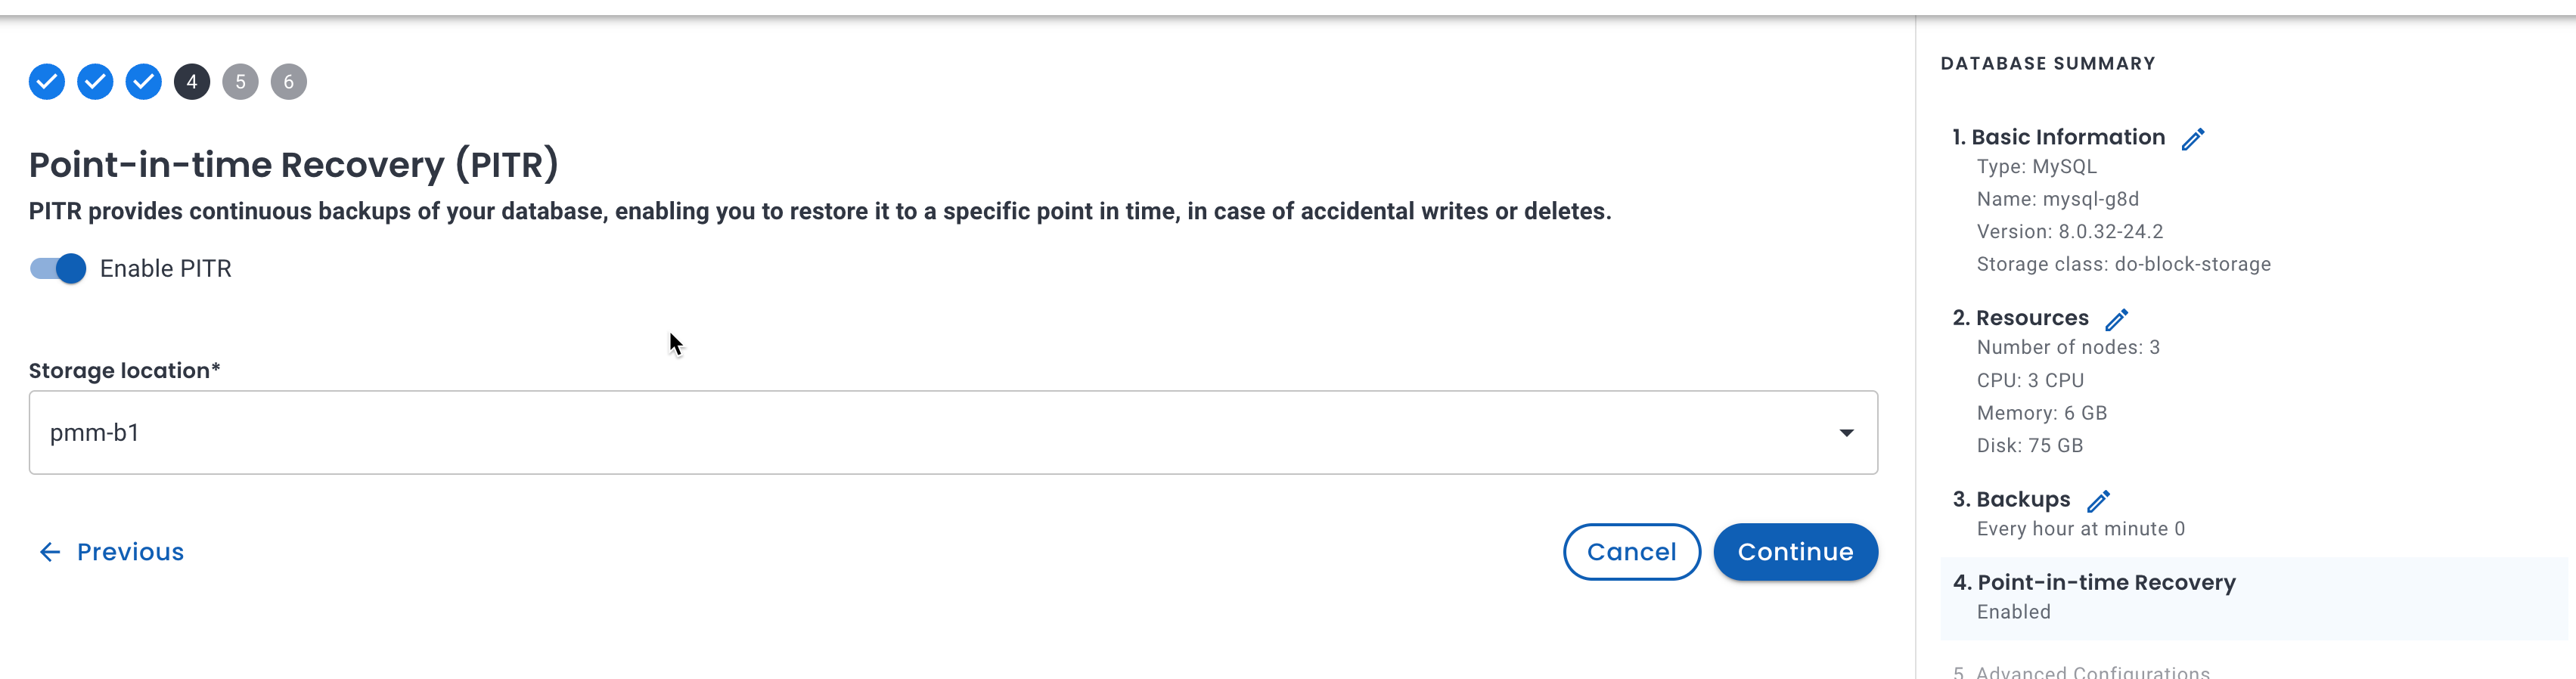 4 5 6
Point-in-time Recovery (PITR)
PITR provides continuous backups of your database, enabling you to restore it to a specific point in time, in case of accidental writes or deletes.
Enable PITR
Storage location*
pmm-b1
Previous
Cancel
Continue
DATABASE SUMMARY
1. Basic Information
Type: MySQL
Name: mysql-g8d
Version: 8.0.32-24.2
Storage class: do-block-storage
2. Resources
Number of nodes: 3
CPU: 3 CPU
Memory: 6 GB
Disk: 75 GB
3. Backups
Every hour at minute 0
4. Point-in-time Recovery
Enabled
5. Advanced Configurations